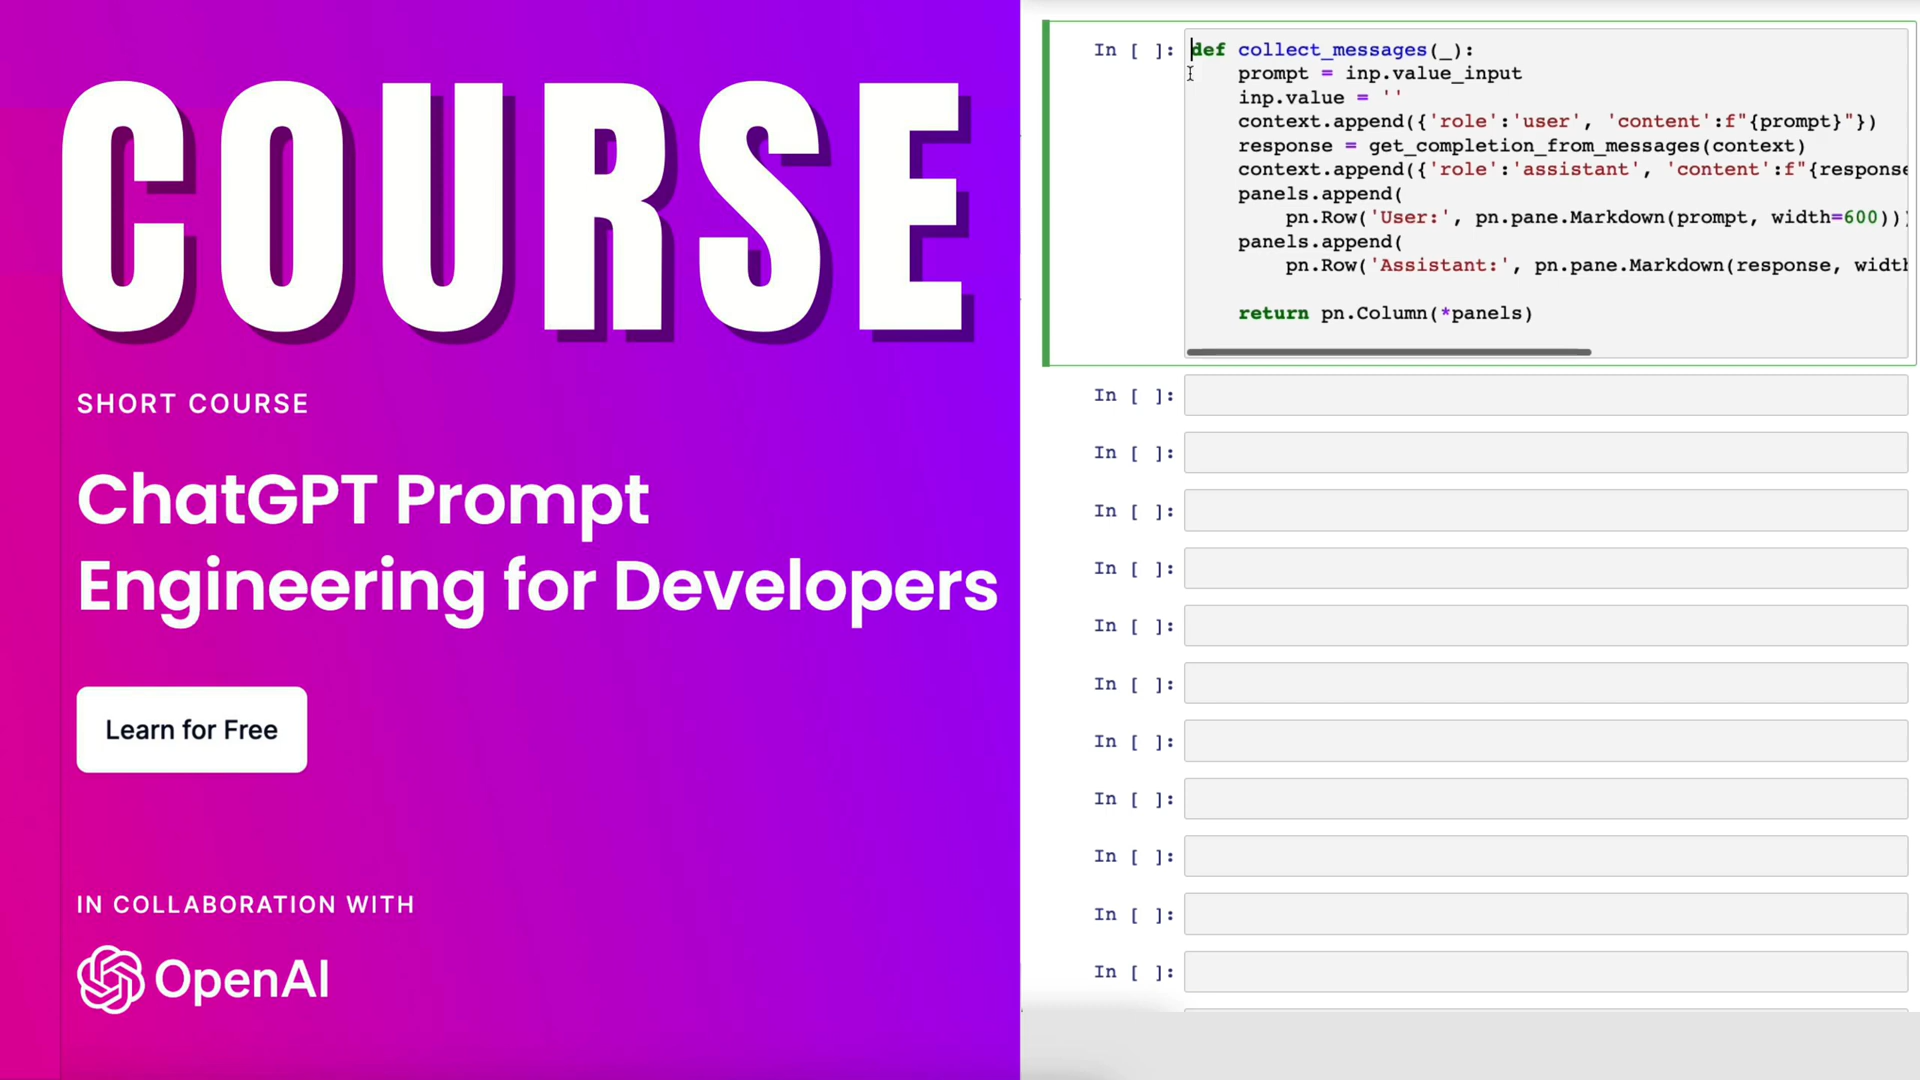 COURSE
SHORT COURSE
ChatGPT Prompt
Engineering for Developers
Learn for Free
IN COLLABORATION WITH
OpenAI
In [ ]:
def collect_messages(_):
    prompt = inp.value_input
    inp.value = ''
    context.append({'role':'user', 'content':f"{prompt}"})
    response = get_completion_from_messages(context)
    context.append({'role':'assistant', 'content':f"{response
    panels.append(
        pn.Row('User:', pn.pane.Markdown(prompt, width=600)))
    panels.append(
        pn.Row('Assistant:', pn.pane.Markdown(response, width
    return pn.Column(*panels)
In [ ]:
In [ ]:
In [ ]:
In [ ]:
In [ ]:
In [ ]:
In [ ]:
In [ ]:
In [ ]:
In [ ]:
In [ ]: